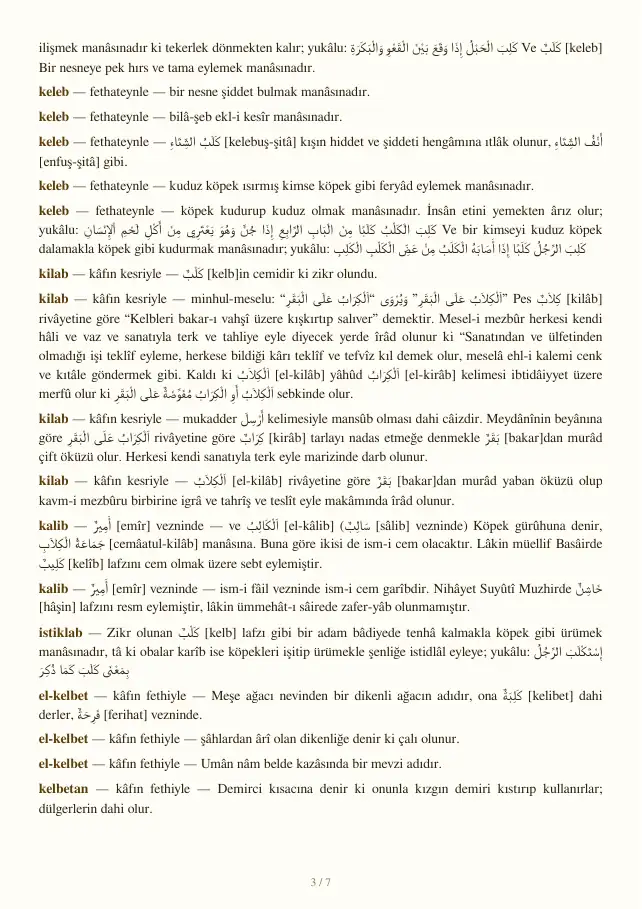 ilişmek manâsınadır ki tekerlek dönmekten kalır; yukâlu: كَلِبَ الْحَبْلُ إِذَا وَقَعَ بَيْنَ الْقَعْوِ وَالْبَكَرَةِ Ve كَلَبٌ [keleb]
Bir nesneye pek hırs ve tama eylemek manâsınadır.
keleb — fethateynle — bir nesne şiddet bulmak manâsınadır.
keleb — fethateynle — bilâ-şeb ekl-i kesîr manâsınadır.
keleb — fethateynle — كَلَبُ الشِّتَاءِ [kelebuş-şitâ] kışın hiddet ve şiddeti hengâmına ıtlâk olunur, أَنْفُ الشِّتَاءِ
[enfuş-şitâ] gibi.
keleb — fethateynle — kuduz köpek ısırmış kimse köpek gibi feryâd eylemek manâsınadır.
keleb — fethateynle — köpek kudurup kuduz olmak manâsınadır. İnsân etini yemekten ârız olur;
yukâlu: كَلِبَ الْكَلْبُ كَلَبًا مِنَ الْبَابِ الرَّابِعِ إِذَا جُنَّ وَهُوَ يَعْتَرِي مِنْ أَكْلِ لَحْمِ الْإِنْسَانِ Ve bir kimseyi kuduz köpek
dalamakla köpek gibi kudurmak manâsınadır; yukâlu: كَلِبَ الرَّجُلُ كَلَبًا إِذَا أَصَابَهُ الْكَلَبُ مِنْ عَضِّ الْكَلْبِ الْكَلِبِ
kilab — kâfın kesriyle — كَلْبٌ [kelb]in cemidir ki zikr olundu.
kilab — kâfın kesriyle — minhul-meselu: “اَلْكِلاَبُ عَلَى الْبَقَرِ” وَيُرْوَى “اَلْكِرَابُ عَلَى الْبَقَرِ” Pes كِلاَبٌ [kilâb]
rivâyetine göre “Kelbleri bakar-ı vahşî üzere kışkırtıp salıver” demektir. Mesel-i mezbûr herkesi kendi
hâli ve vaz ve sanatıyla terk ve tahliye eyle diyecek yerde îrâd olunur ki “Sanatından ve ülfetinden
olmadığı işi teklîf eyleme, herkese bildiği kârı teklîf ve tefvîz kıl demek olur, meselâ ehl-i kalemi cenk
ve kıtâle göndermek gibi. Kaldı ki اَلْكِلاَبُ [el-kilâb] yâhûd اَلْكِرَابُ [el-kirâb] kelimesi ibtidâiyyet üzere
merfû olur ki اَلْكِلاَبُ أَوِ الْكِرَابُ مُفَوَّضَةٌ عَلَى الْبَقَرِ sebkinde olur.
kilab — kâfın kesriyle — mukadder أَرْسِلْ kelimesiyle mansûb olması dahi câizdir. Meydânînin beyânına
göre اَلْكِرَابُ عَلَى الْبَقَرِ rivâyetine göre كِرَابٌ [kirâb] tarlayı nadas etmeğe denmekle بَقَرٌ [bakar]dan murâd
çift öküzü olur. Herkesi kendi sanatıyla terk eyle marizinde darb olunur.
kilab — kâfın kesriyle — اَلْكِلاَبُ [el-kilâb] rivâyetine göre بَقَرٌ [bakar]dan murâd yaban öküzü olup
kavm-i mezbûru birbirine igrâ ve tahrîş ve teslît eyle makâmında îrâd olunur.
kalib — أَمِيرٌ [emîr] vezninde — ve اَلْكَالِبُ [el-kâlib] (سَالِبٌ [sâlib] vezninde) Köpek gürûhuna denir,
جَمَاعَةُ الْكِلاَبِ [cemâatul-kilâb] manâsına. Buna göre ikisi de ism-i cem olacaktır. Lâkin müellif Basâirde
كَلِيبٌ [kelîb] lafzını cem olmak üzere sebt eylemiştir.
kalib — أَمِيرٌ [emîr] vezninde — ism-i fâil vezninde ism-i cem garîbdir. Nihâyet Suyûtî Muzhirde خَاشِنٌ
[hâşin] lafzını resm eylemiştir, lâkin ümmehât-ı sâirede zafer-yâb olunmamıştır.
istiklab — Zikr olunan كَلْبٌ [kelb] lafzı gibi bir adam bâdiyede tenhâ kalmakla köpek gibi ürümek
manâsınadır, tâ ki obalar karîb ise köpekleri işitip ürümekle şenliğe istidlâl eyleye; yukâlu: إِسْتَكْلَبَ الرَّجُلُ
بِمَعْنَى كَلَبَ كَمَا ذُكِرَ
el-kelbet — kâfın fethiyle — Meşe ağacı nevinden bir dikenli ağacın adıdır, ona كَلِبَةٌ [kelibet] dahi
derler, فَرِحَةٌ [ferihat] vezninde.
el-kelbet — kâfın fethiyle — şâhlardan ârî olan dikenliğe denir ki çalı olunur.
el-kelbet — kâfın fethiyle — Umân nâm belde kazâsında bir mevzi adıdır.
kelbetan — kâfın fethiyle — Demirci kısacına denir ki onunla kızgın demiri kıstırıp kullanırlar;
dülgerlerin dahi olur.
3 / 7